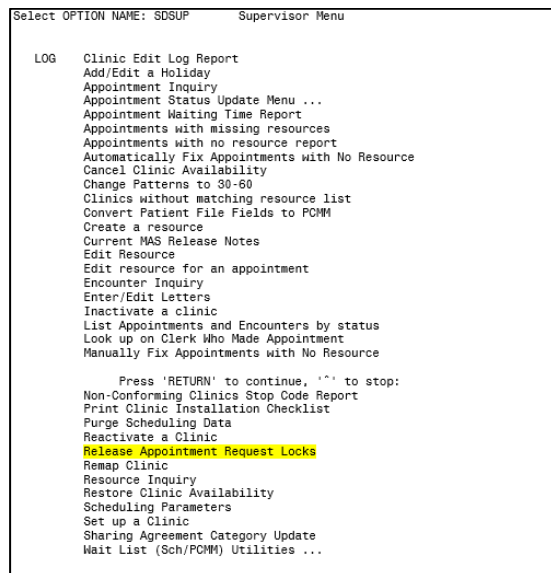 Select OPTION NAME: SDSUP Supervisor Menu
LOG Clinic Edit Log Report
Add/Edit a Holiday
Appointment Inquiry
Appointment Status Update Menu ...
Appointment Waiting Time Report
Appointments with missing resources
Appointments with no resource report
Automatically Fix Appointments with No Resource
Cancel Clinic Availability
Change Patterns to 30-60
Clinics without matching resource list
Convert Patient File Fields to PCMM
Create a resource
Current MAS Release Notes
Edit Resource
Edit resource for an appointment
Encounter Inquiry
Enter/Edit Letters
Inactivate a clinic
List Appointments and Encounters by status
Look up on Clerk Who Made Appointment
Manually Fix Appointments with No Resource
Press 'RETURN' to continue, '^' to stop:
Non-Conforming Clinics Stop Code Report
Print Clinic Installation Checklist
Purge Scheduling Data
Reactivate a Clinic
Release Appointment Request Locks
Remap Clinic
Resource Inquiry
Restore Clinic Availability
Scheduling Parameters
Set up a Clinic
Sharing Agreement Category Update
Wait List (Sch/PCMM) Utilities ...